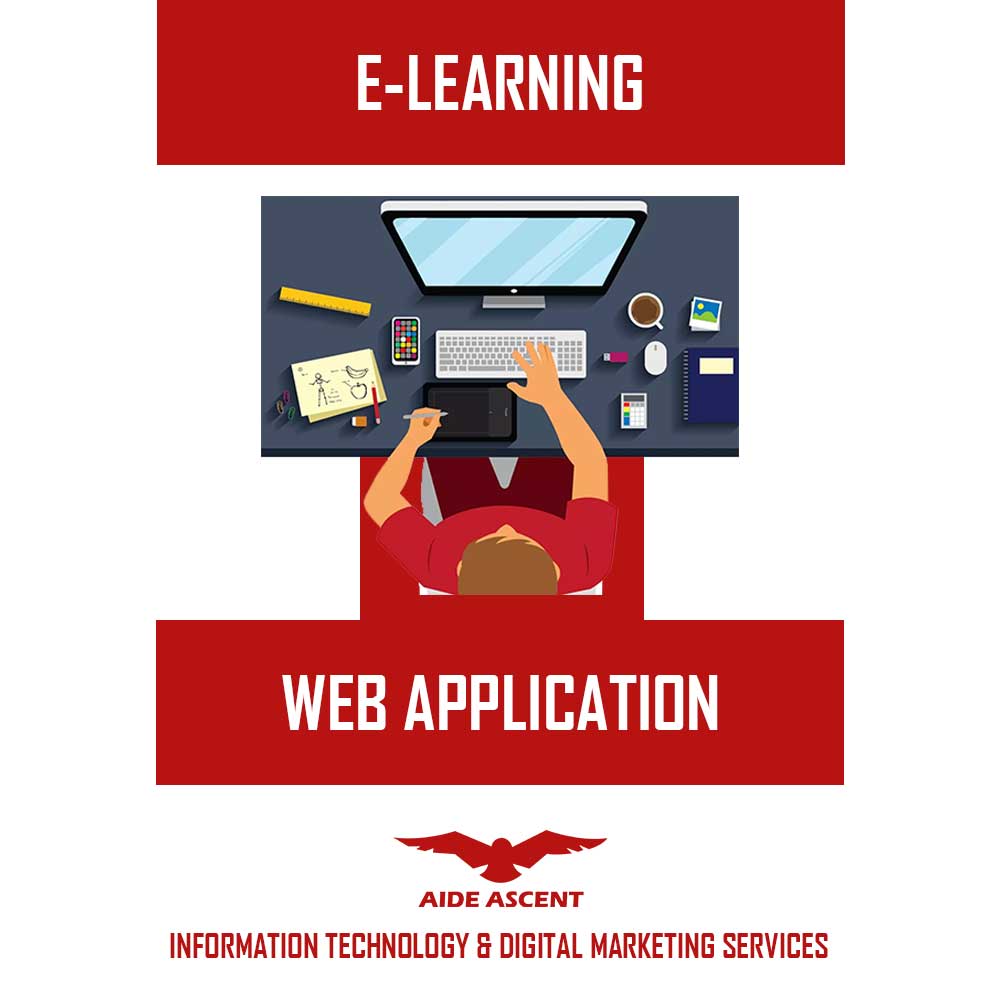 E-LEARNING
WEB APPLICATION
AIDE ASCENT
INFORMATION TECHNOLOGY & DIGITAL MARKETING SERVICES